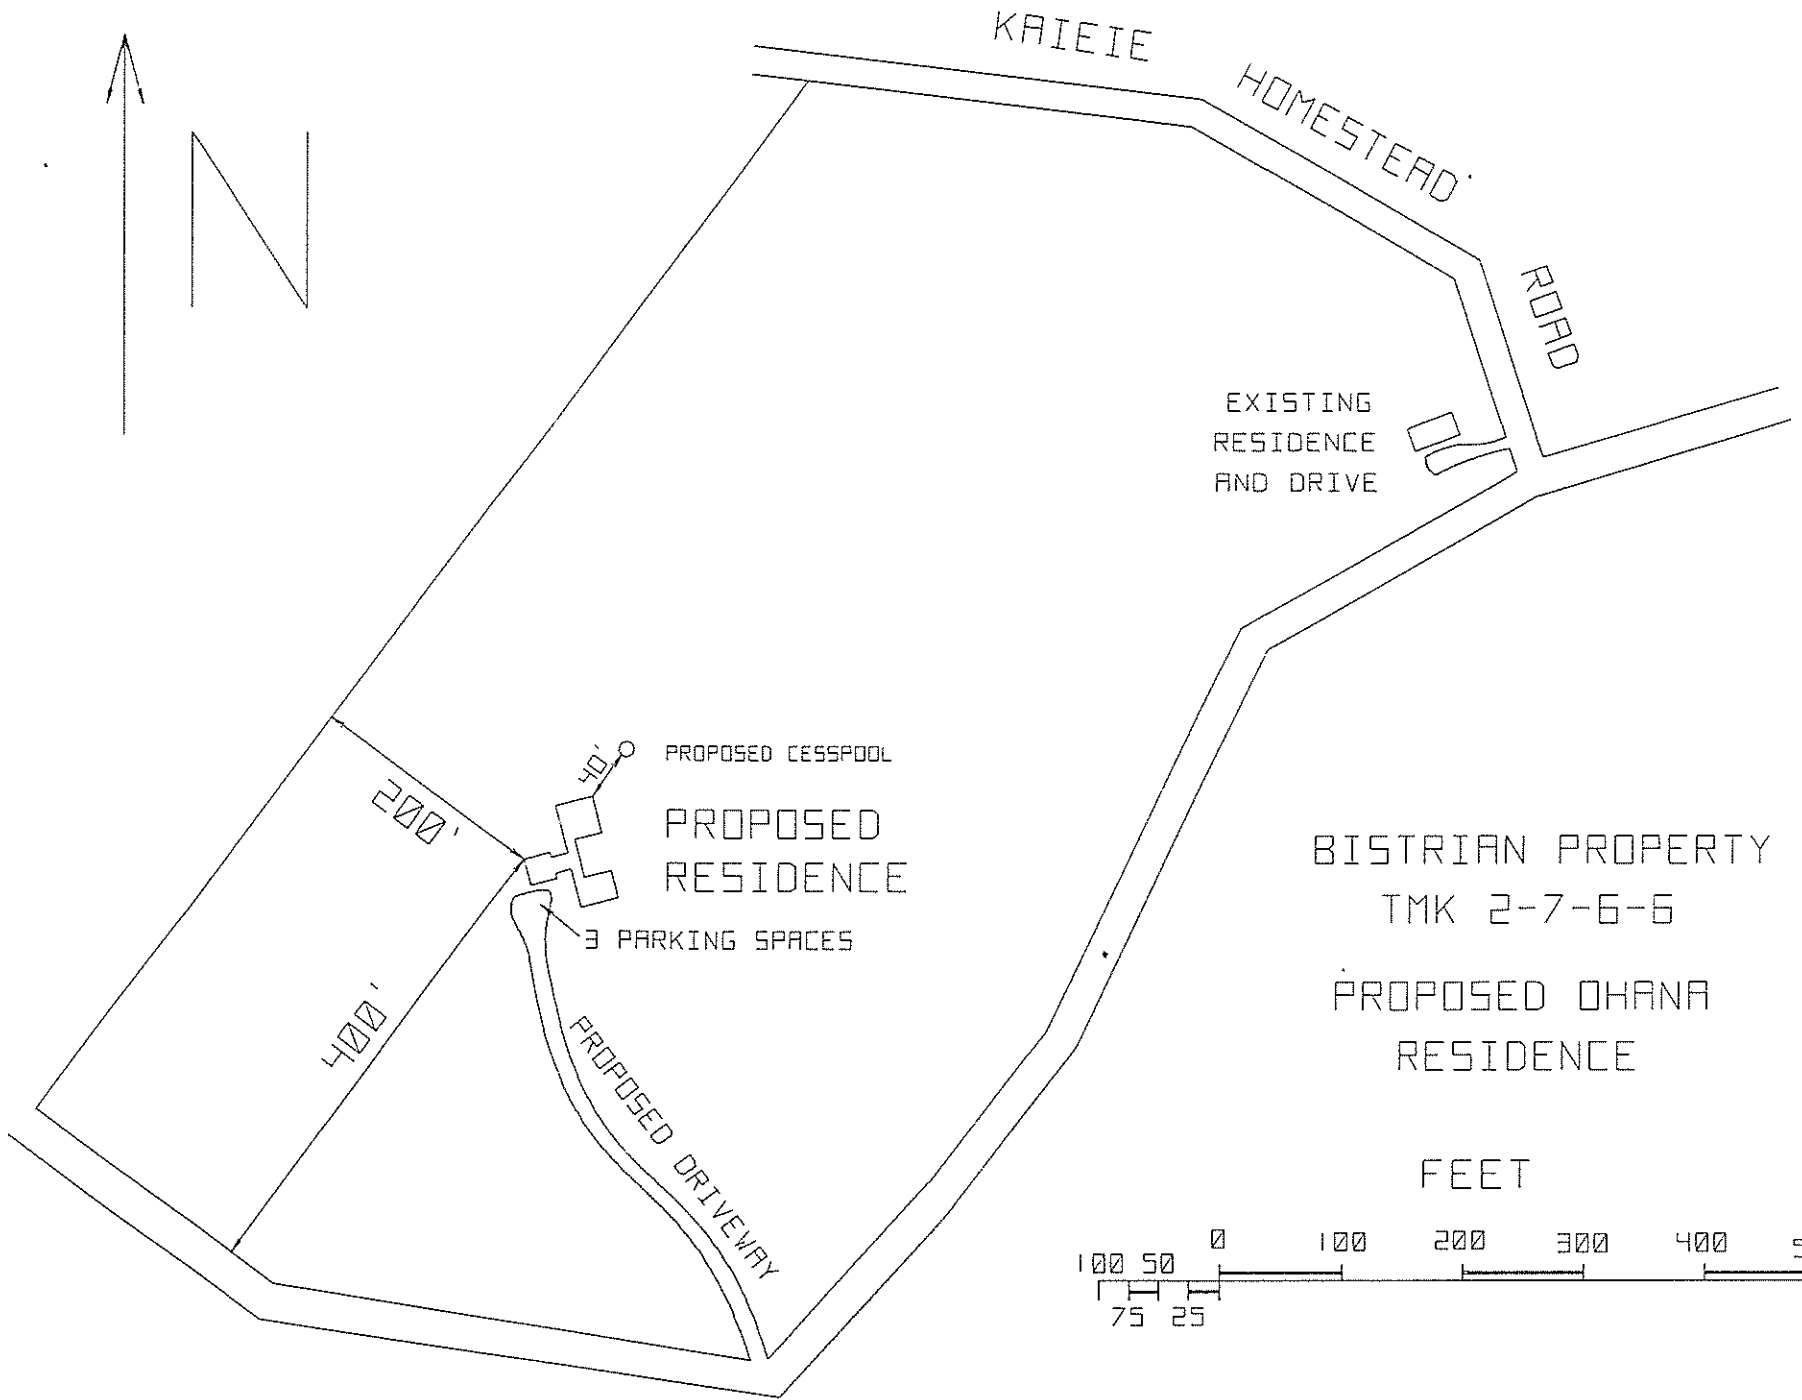 KAIEIE HOMESTEAD ROAD
N
EXISTING
RESIDENCE
AND DRIVE
40'
PROPOSED CESSPOOL
200'
PROPOSED
RESIDENCE
3 PARKING SPACES
400'
PROPOSED DRIVEWAY
BISTRIAN PROPERTY
TMK 2-7-6-6
PROPOSED OHANA
RESIDENCE
FEET
100 50 0 100 200 300 400
75 25